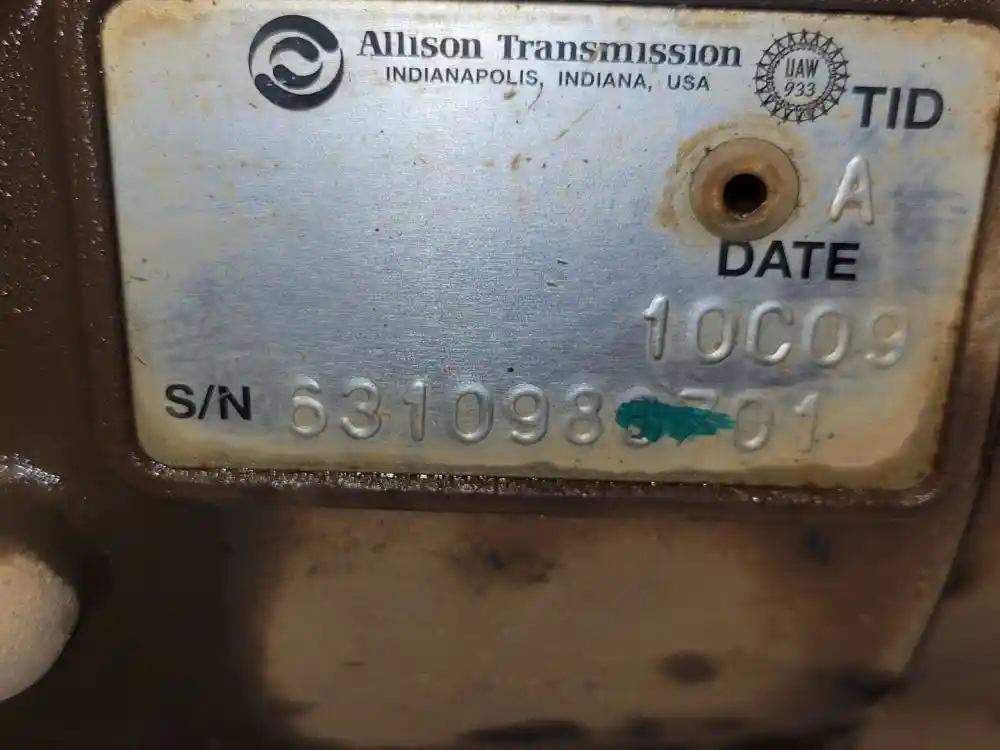 Allison Transmission
INDIANAPOLIS, INDIANA, USA
UAW
933
TID
A
DATE
10C09
S/N